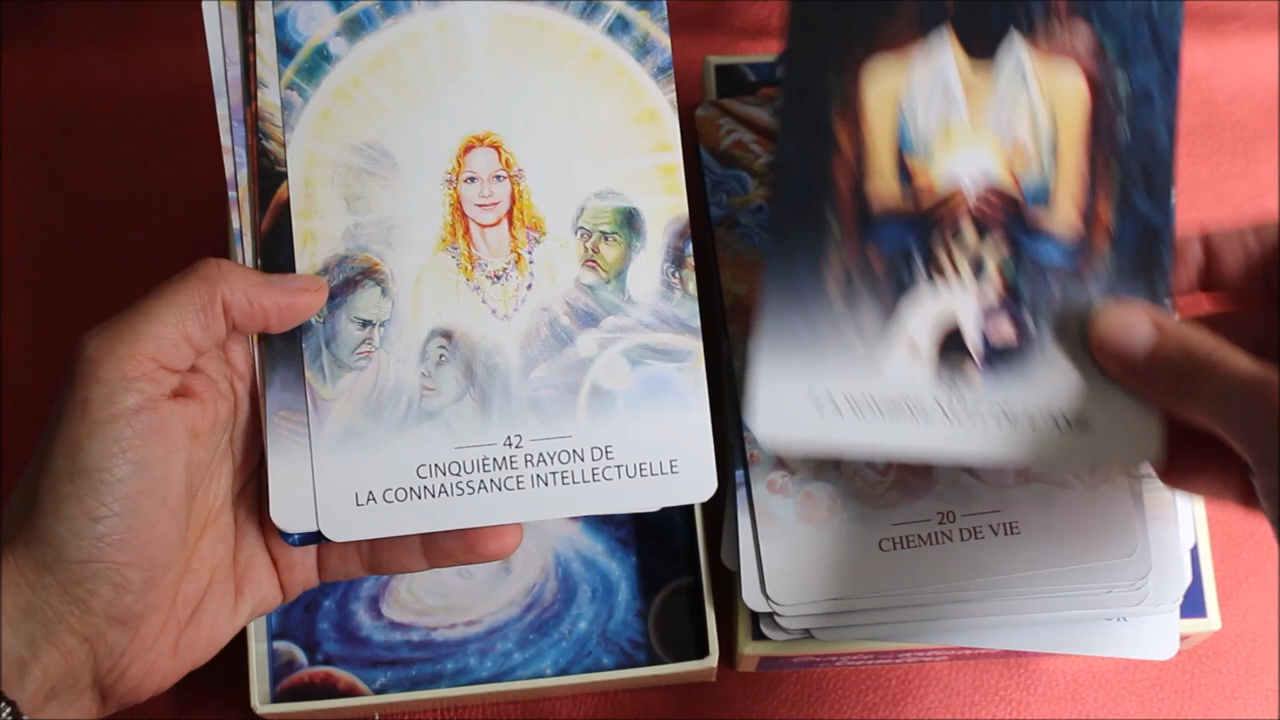 42
CINQUIÈME RAYON DE
LA CONNAISSANCE INTELLECTUELLE
20
CHEMIN DE VIE